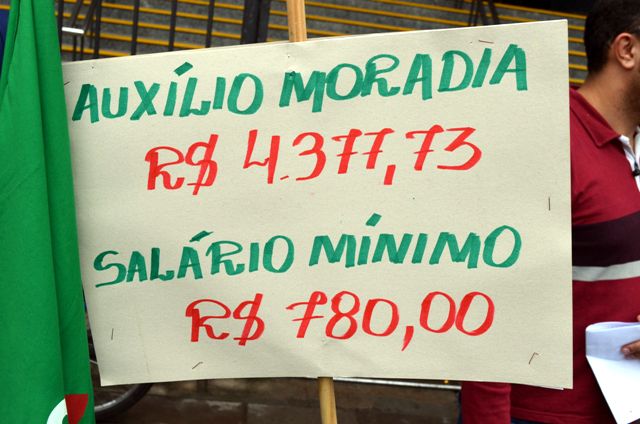 AUXÍLIO MORADIA
R$ 4.377,73
SALÁRIO MÍNIMO
R$ 780,00